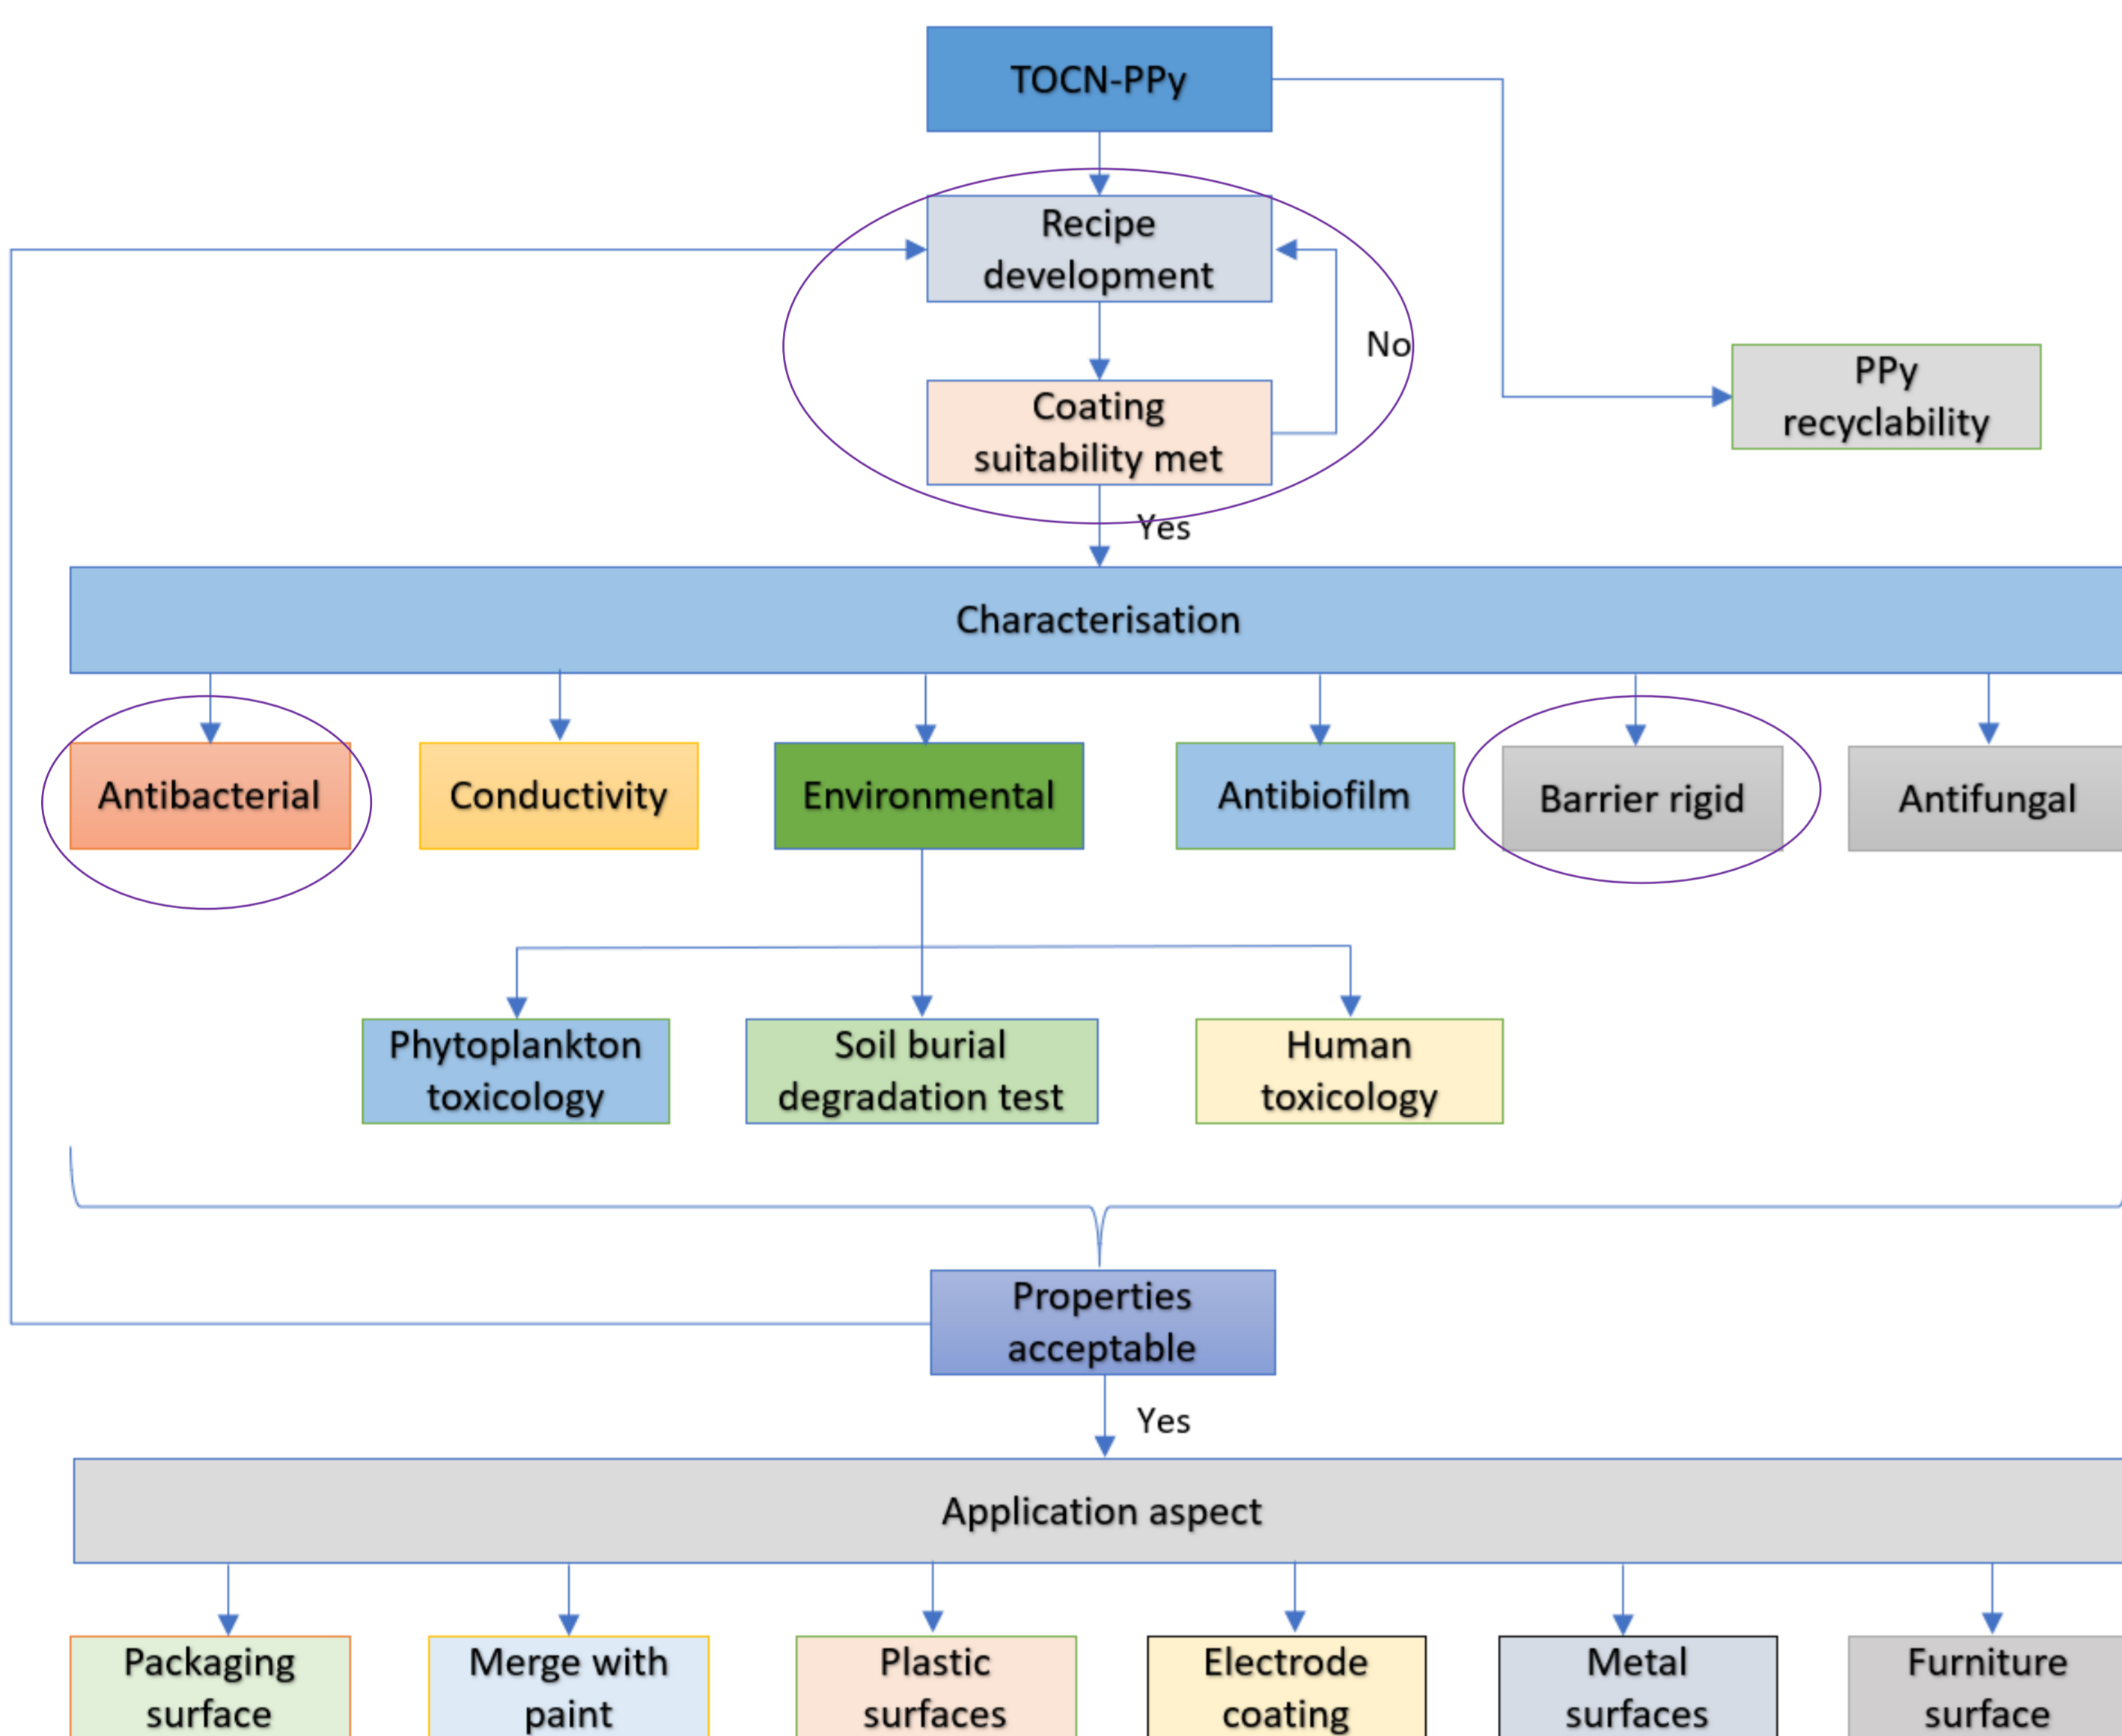 TOCN-PPy
Recipe
development
No
PPy
recyclability
Coating
suitability met
Yes
Characterisation
Antibacterial
Conductivity
Environmental
Antibiofilm
Barrier rigid
Antifungal
Phytoplankton
toxicology
Soil burial
degradation test
Human
toxicology
Properties
acceptable
Yes
Application aspect
Packaging
surface
Merge with
paint
Plastic
surfaces
Electrode
coating
Metal
surfaces
Furniture
surface